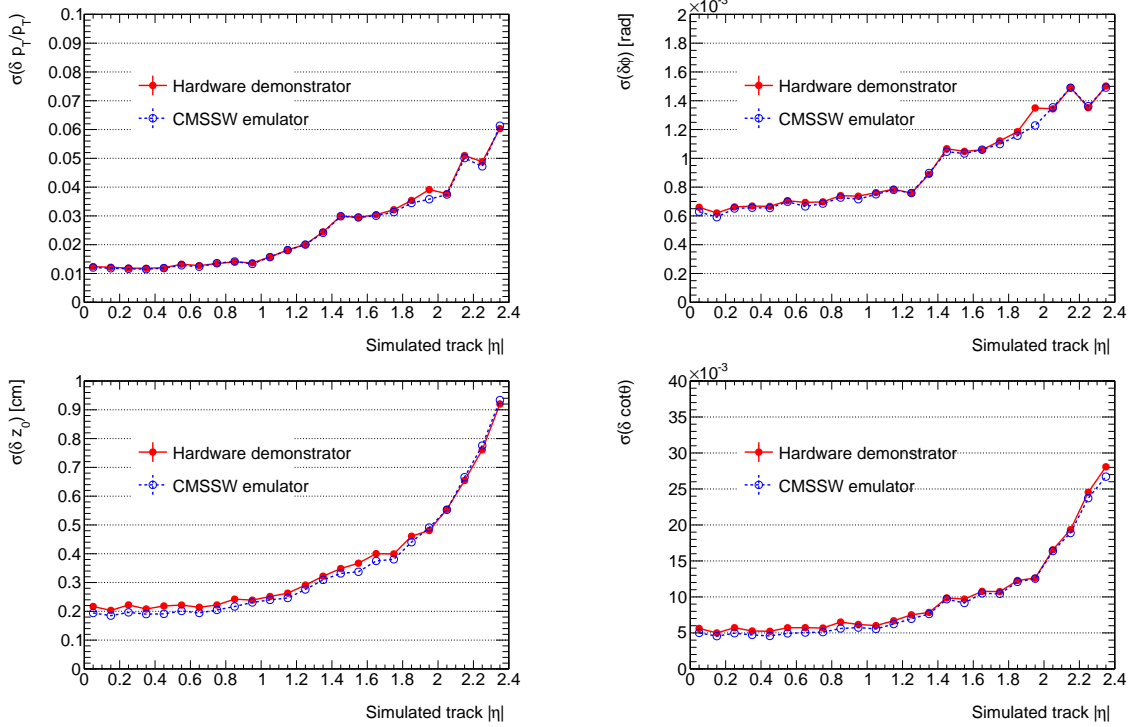 σ(δ p_T/p_T)
0.1
0.09
0.08
0.07
0.06
0.05
0.04
0.03
0.02
0.01
0
Hardware demonstrator
CMSSW emulator
0 0.2 0.4 0.6 0.8 1 1.2 1.4 1.6 1.8 2 2.2 2.4
Simulated track |η|
σ(δϕ) [rad]
×10⁻³
2
1.8
1.6
1.4
1.2
1
0.8
0.6
0.4
0.2
0
Hardware demonstrator
CMSSW emulator
0 0.2 0.4 0.6 0.8 1 1.2 1.4 1.6 1.8 2 2.2 2.4
Simulated track |η|
σ(δ z_0) [cm]
1
0.9
0.8
0.7
0.6
0.5
0.4
0.3
0.2
0.1
0
Hardware demonstrator
CMSSW emulator
0 0.2 0.4 0.6 0.8 1 1.2 1.4 1.6 1.8 2 2.2 2.4
Simulated track |η|
σ(δ cotθ)
×10⁻³
40
35
30
25
20
15
10
5
0
Hardware demonstrator
CMSSW emulator
0 0.2 0.4 0.6 0.8 1 1.2 1.4 1.6 1.8 2 2.2 2.4
Simulated track |η|